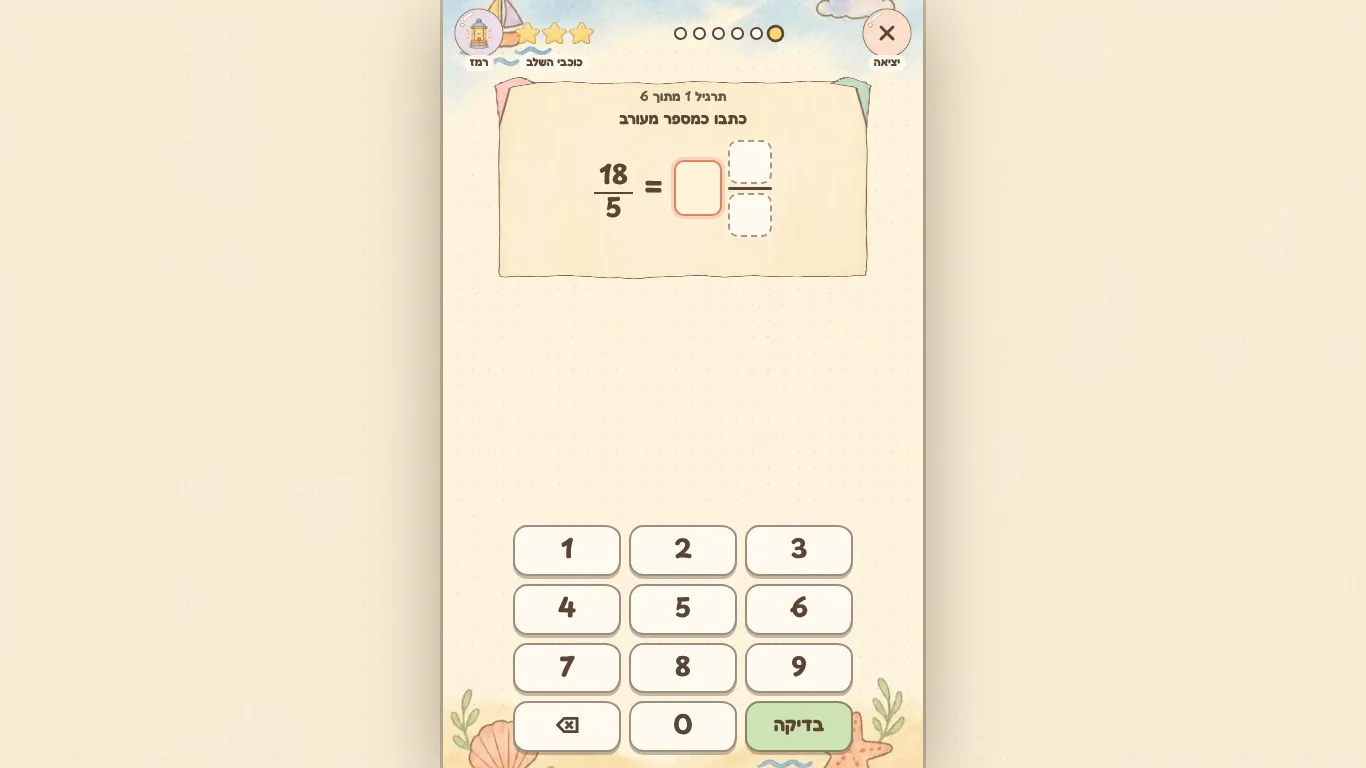 יציאה
כוכבי השלב
רמז
תרגיל 1 מתוך 6
כתבו כמספר מעורב
18
5
=
1 2 3
4 5 6
7 8 9
0 בדיקה